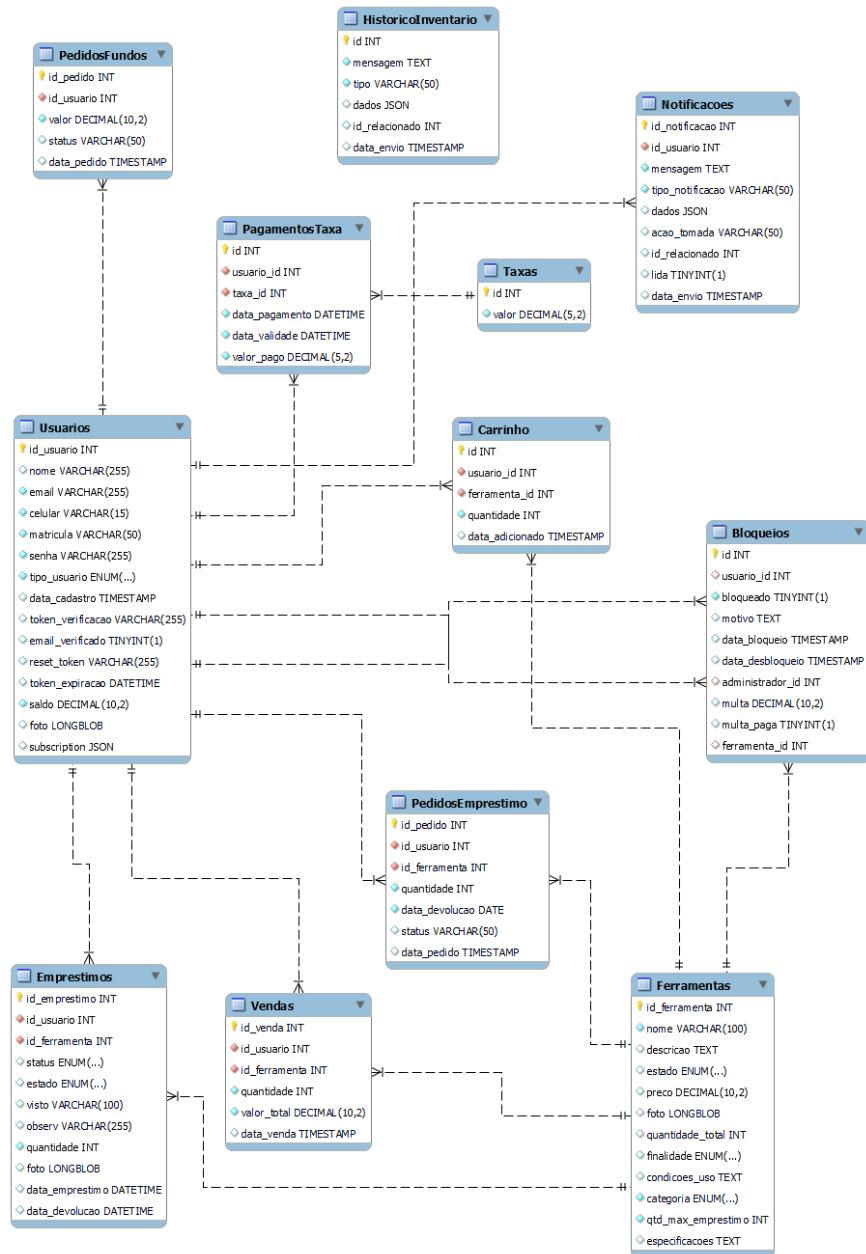 HistoricoInventario
id INT
mensagem TEXT
tipo VARCHAR(50)
dados JSON
id_relacionado INT
data_envio TIMESTAMP
PedidosFundos
id_pedido INT
id_usuario INT
valor DECIMAL(10,2)
status VARCHAR(50)
data_pedido TIMESTAMP
Notificacoes
id_notificacao INT
id_usuario INT
mensagem TEXT
tipo_notificacao VARCHAR(50)
dados JSON
acao_tomada VARCHAR(50)
id_relacionado INT
lida TINYINT(1)
data_envio TIMESTAMP
PagamentosTaxa
id INT
usuario_id INT
taxa_id INT
data_pagamento DATETIME
data_validade DATETIME
valor_pago DECIMAL(5,2)
Taxas
id INT
valor DECIMAL(5,2)
Usuarios
id_usuario INT
nome VARCHAR(255)
email VARCHAR(255)
celular VARCHAR(15)
matricula VARCHAR(50)
senha VARCHAR(255)
tipo_usuario ENUM(...)
data_cadastro TIMESTAMP
token_verificacao VARCHAR(255)
email_verificado TINYINT(1)
reset_token VARCHAR(255)
token_expiracao DATETIME
saldo DECIMAL(10,2)
foto LONGBLOB
subscription JSON
Carrinho
id INT
usuario_id INT
ferramenta_id INT
quantidade INT
data_adicionado TIMESTAMP
Bloqueios
id INT
usuario_id INT
bloqueado TINYINT(1)
motivo TEXT
data_bloqueio TIMESTAMP
data_desbloqueio TIMESTAMP
administrador_id INT
multa DECIMAL(10,2)
multa_paga TINYINT(1)
ferramenta_id INT
PedidosEmprestimo
id_pedido INT
id_usuario INT
id_ferramenta INT
quantidade INT
data_devolucao DATE
status VARCHAR(50)
data_pedido TIMESTAMP
Emprestimos
id_emprestimo INT
id_usuario INT
id_ferramenta INT
status ENUM(...)
estado ENUM(...)
visto VARCHAR(100)
observ VARCHAR(255)
quantidade INT
foto LONGBLOB
data_emprestimo DATETIME
data_devolucao DATETIME
Vendas
id_venda INT
id_usuario INT
id_ferramenta INT
quantidade INT
valor_total DECIMAL(10,2)
data_venda TIMESTAMP
Ferramentas
id_ferramenta INT
nome VARCHAR(100)
descricao TEXT
estado ENUM(...)
preco DECIMAL(10,2)
foto LONGBLOB
quantidade_total INT
finalidade ENUM(...)
condicoes_uso TEXT
categoria ENUM(...)
qtd_max_emprestimo INT
especificacoes TEXT